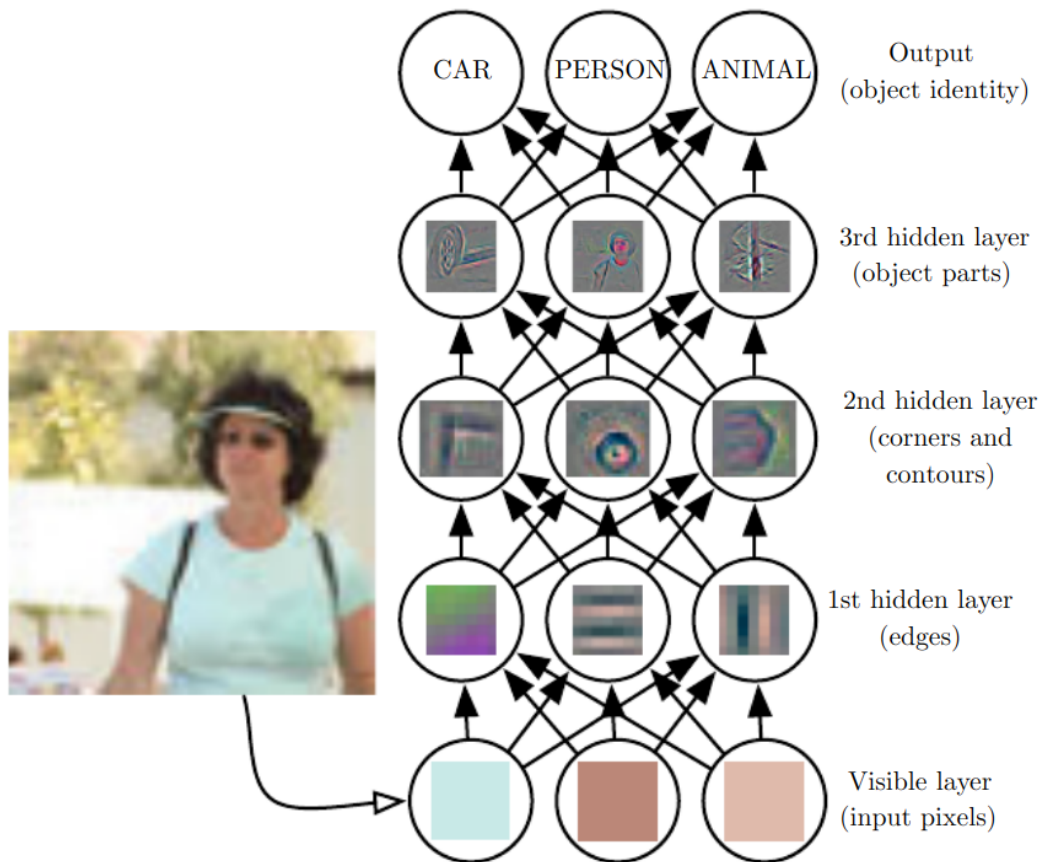 CAR PERSON ANIMAL
Output
(object identity)
3rd hidden layer
(object parts)
2nd hidden layer
(corners and
contours)
1st hidden layer
(edges)
Visible layer
(input pixels)